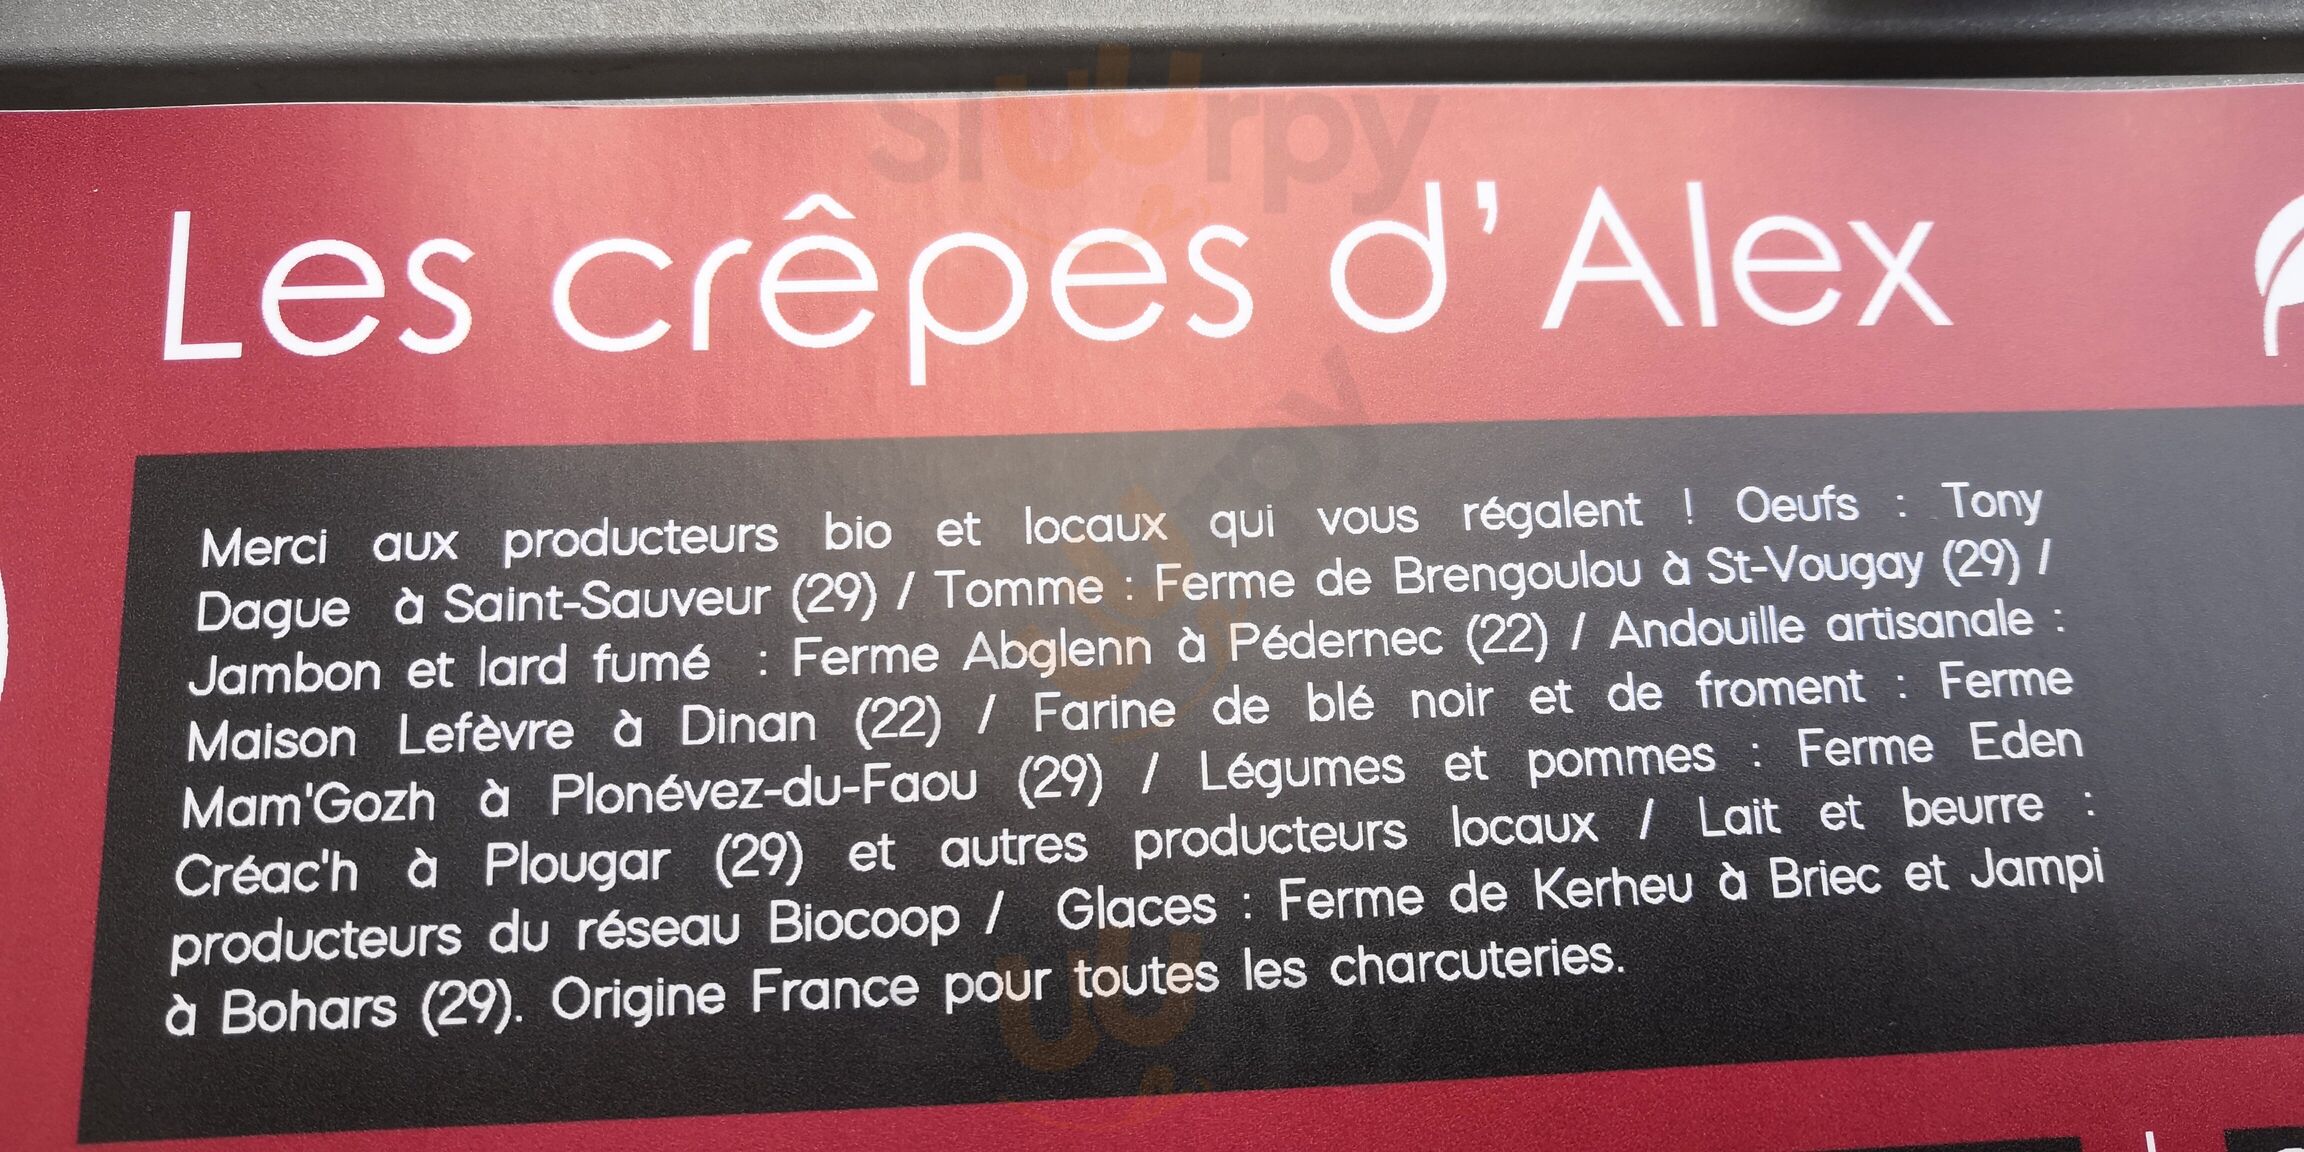 Les crêpes d'Alex
Merci aux producteurs bio et locaux qui vous régalent ! Oeufs : Tony
Dague à Saint-Sauveur (29) / Tomme : Ferme de Brengoulou à St-Vougay (29) /
Jambon et lard fumé : Ferme Abglenn à Pédernec (22) / Andouille artisanale :
Maison Lefèvre à Dinan (22) / Farine de blé noir et de froment : Ferme
Mam'Gozh à Plonévez-du-Faou (29) / Légumes et pommes : Ferme Eden
Créac'h à Plougar (29) et autres producteurs locaux / Lait et beurre :
producteurs du réseau Biocoop / Glaces : Ferme de Kerheu à Briec et Jampi
à Bohars (29). Origine France pour toutes les charcuteries.
sluurpy
sluurpy